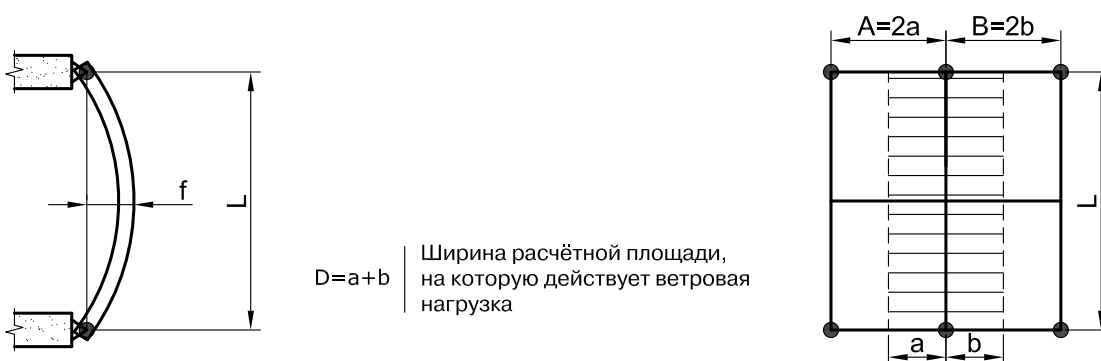 f
L
D=a+b
Ширина расчётной площади,
на которую действует ветровая
нагрузка
A=2a
B=2b
L
a
b